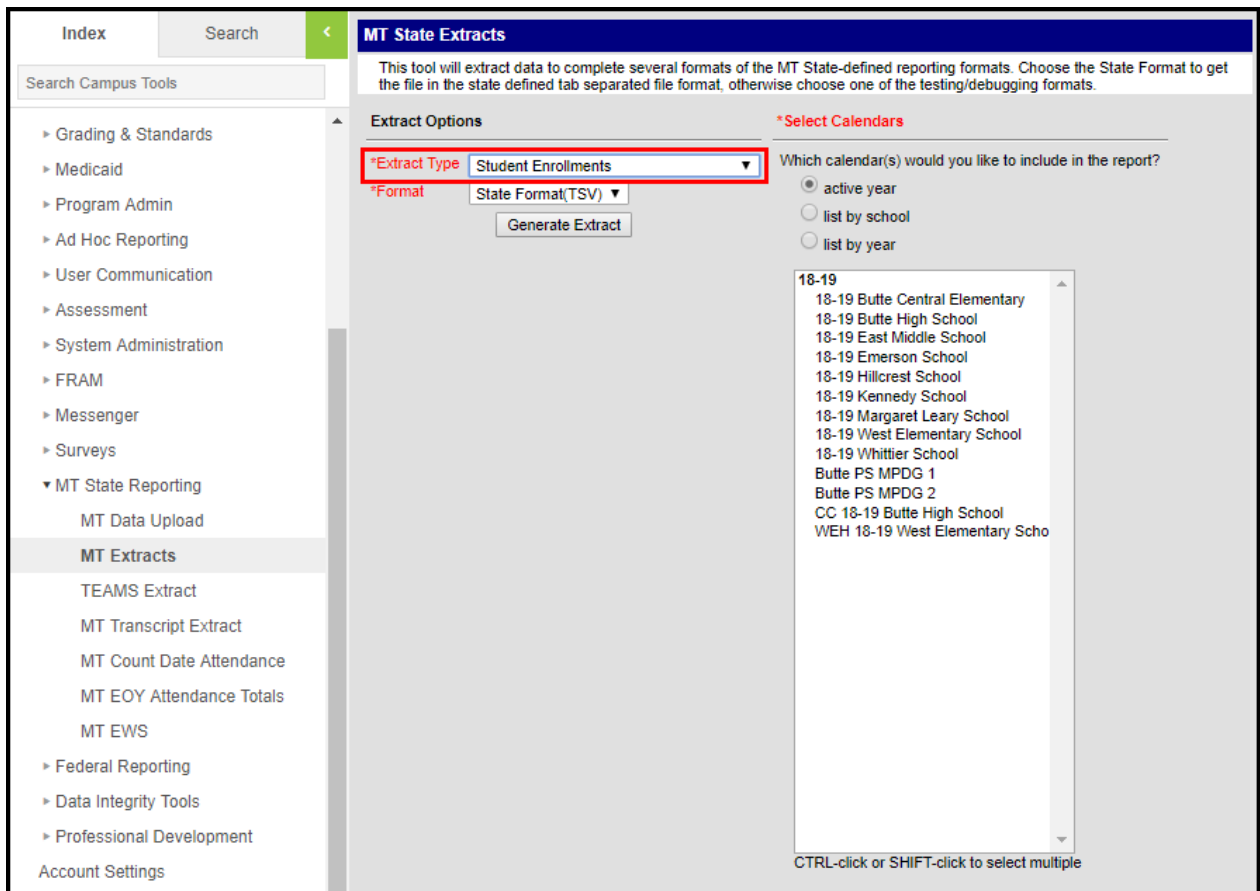 Index
Search
<
Search Campus Tools
Grading & Standards
Medicaid
Program Admin
Ad Hoc Reporting
User Communication
Assessment
System Administration
FRAM
Messenger
Surveys
MT State Reporting
MT Data Upload
MT Extracts
TEAMS Extract
MT Transcript Extract
MT Count Date Attendance
MT EOY Attendance Totals
MT EWS
Federal Reporting
Data Integrity Tools
Professional Development
Account Settings
MT State Extracts
This tool will extract data to complete several formats of the MT State-defined reporting formats. Choose the State Format to get
the file in the state defined tab separated file format, otherwise choose one of the testing/debugging formats.
Extract Options
*Extract Type Student Enrollments
*Format State Format(TSV)
Generate Extract
*Select Calendars
Which calendar(s) would you like to include in the report?
active year
list by school
list by year
18-19
18-19 Butte Central Elementary
18-19 Butte High School
18-19 East Middle School
18-19 Emerson School
18-19 Hillcrest School
18-19 Kennedy School
18-19 Margaret Leary School
18-19 West Elementary School
18-19 Whittier School
Butte PS MPDG 1
Butte PS MPDG 2
CC 18-19 Butte High School
WEH 18-19 West Elementary Scho
CTRL-click or SHIFT-click to select multiple